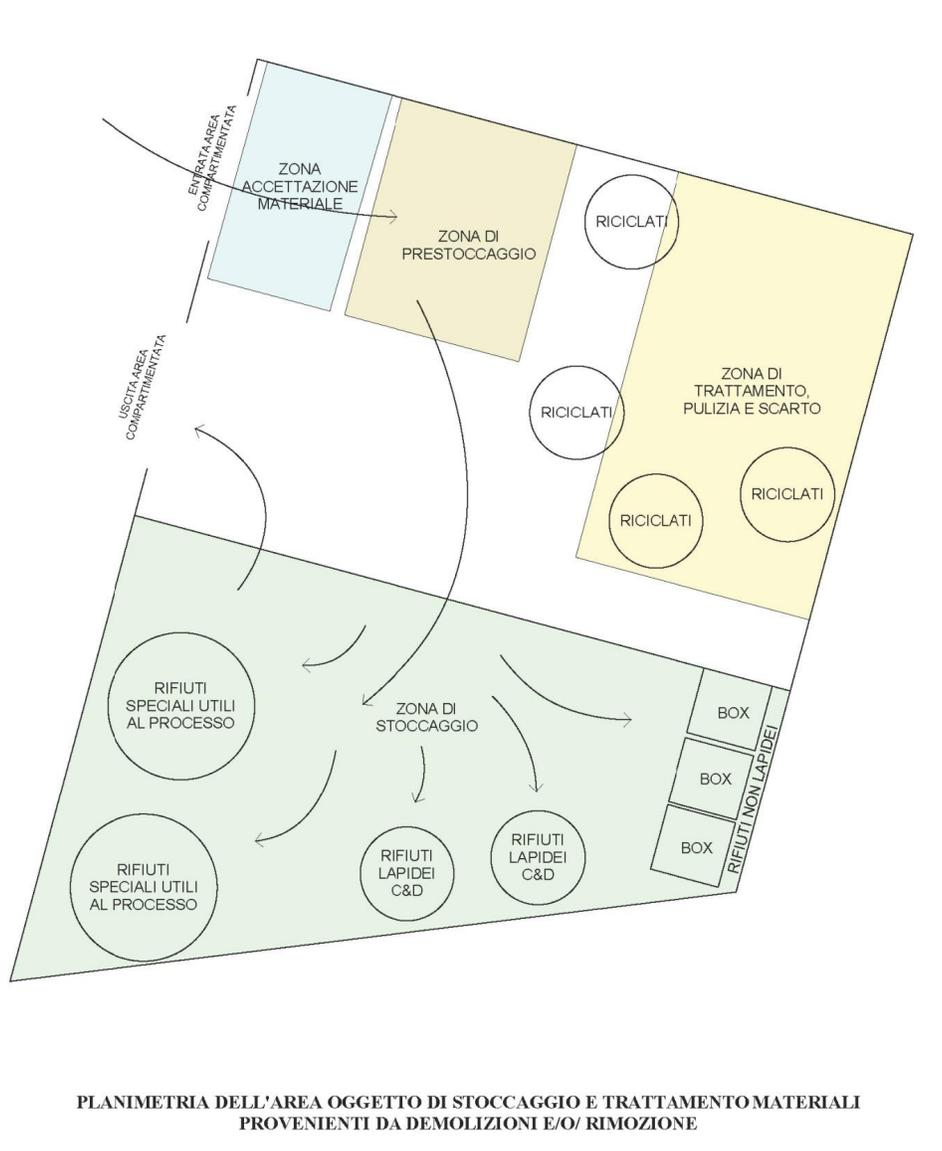 ENTRATA AREA
COMPARTIMENTATA
ZONA
ACCETTAZIONE
MATERIALE
ZONA DI
PRESTOCCAGGIO
RICICLATI
USCITA AREA
COMPARTIMENTATA
RICICLATI
ZONA DI
TRATTAMENTO,
PULIZIA E SCARTO
RICICLATI
RICICLATI
RIFIUTI
SPECIALI UTILI
AL PROCESSO
ZONA DI
STOCCAGGIO
BOX
BOX
BOX
RIFIUTI NON LAPIDEI
RIFIUTI
SPECIALI UTILI
AL PROCESSO
RIFIUTI
LAPIDEI
C&D
RIFIUTI
LAPIDEI
C&D
PLANIMETRIA DELL'AREA OGGETTO DI STOCCAGGIO E TRATTAMENTO MATERIALI
PROVENIENTI DA DEMOLIZIONI E/O/ RIMOZIONE